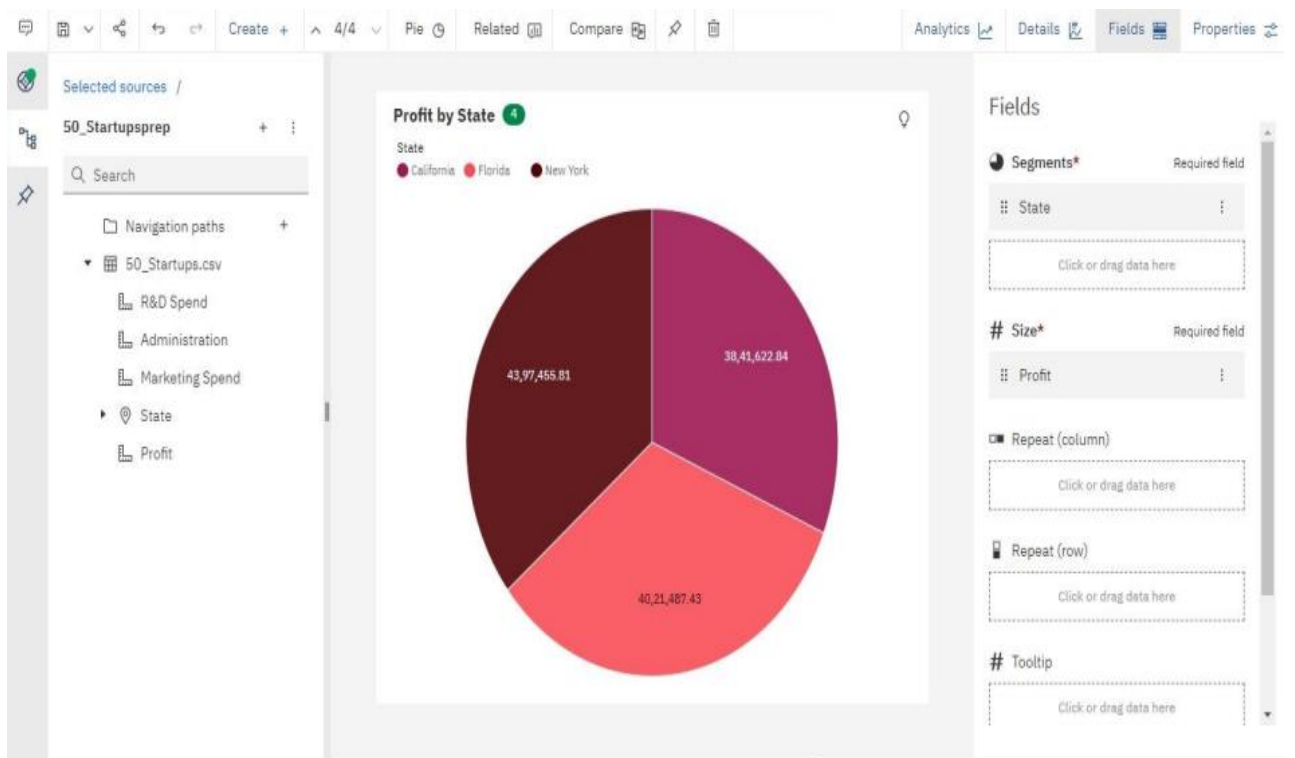 Create + 4/4 Pie Related Compare Analytics Details Fields Properties
Selected sources /
50_Startupsprep
Search
Navigation paths
50_Startups.csv
R&D Spend
Administration
Marketing Spend
State
Profit
Profit by State 4
State
California Florida New York
38,41,622.84
43,97,455.81
40,21,487.43
Fields
Segments* Required field
State
Click or drag data here
# Size* Required field
Profit
Repeat (column)
Click or drag data here
Repeat (row)
Click or drag data here
# Tooltip
Click or drag data here